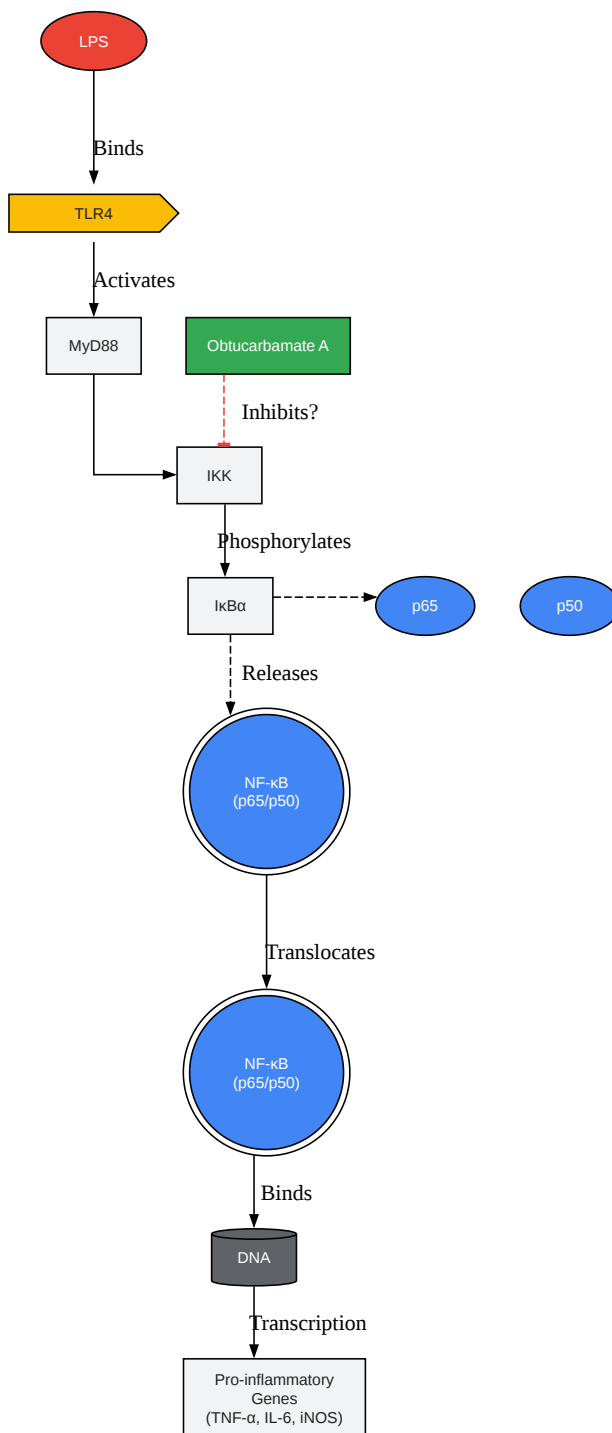 LPS
Binds
TLR4
Activates
MyD88
Obtucarbamate A
Inhibits?
IKK
Phosphorylates
IκBα
p65
p50
Releases
NF-κB
(p65/p50)
Translocates
NF-κB
(p65/p50)
Binds
DNA
Transcription
Pro-inflammatory
Genes
(TNF-α, IL-6, iNOS)